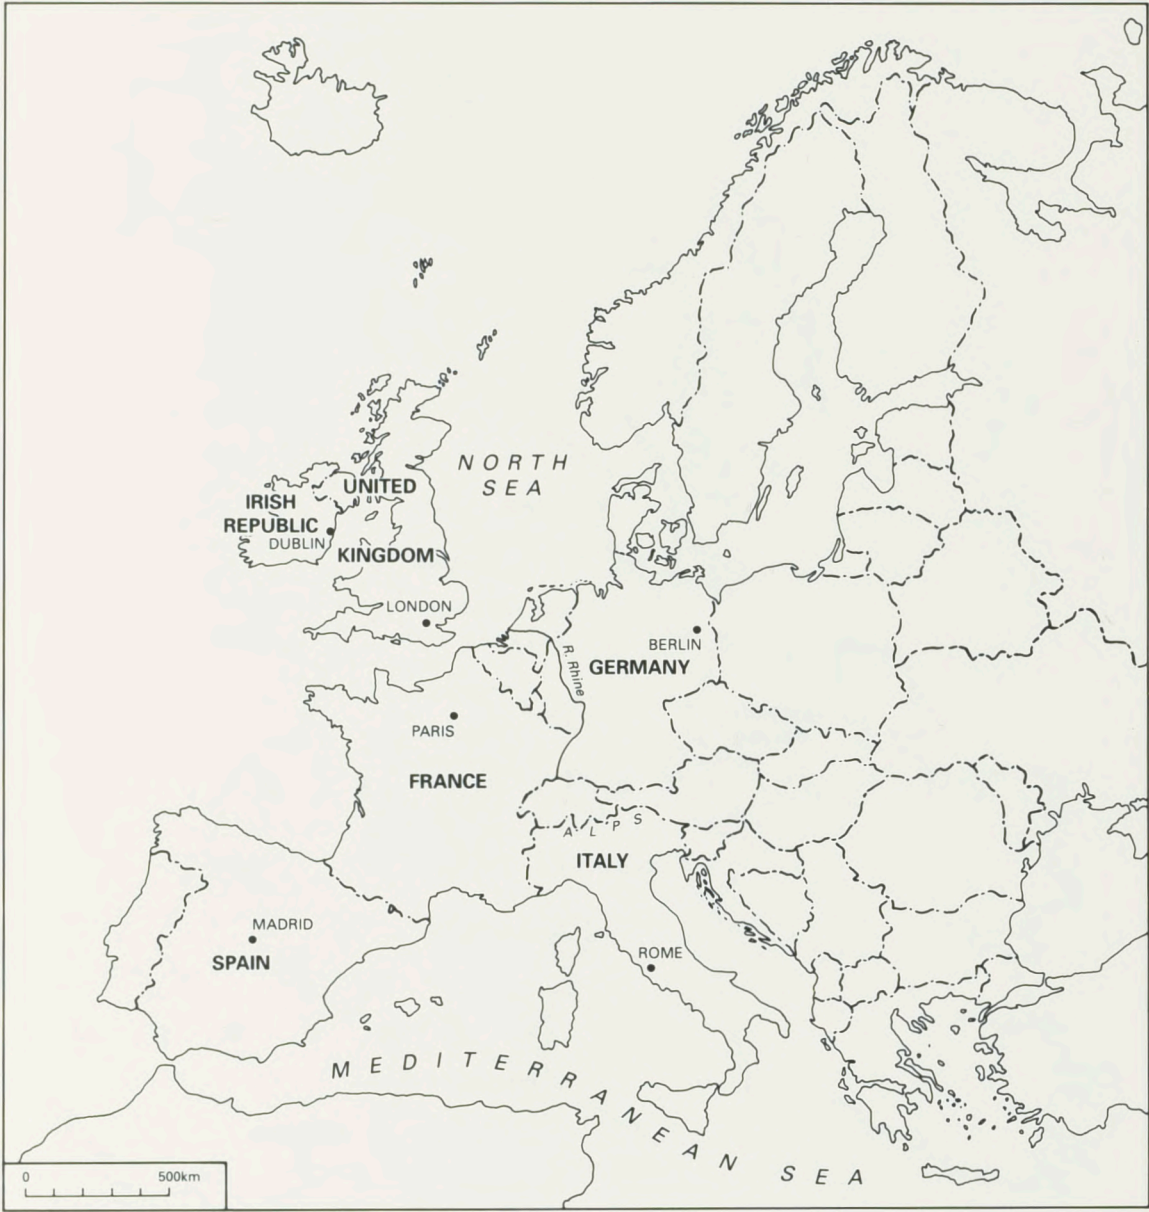 NORTH
SEA
UNITED
KINGDOM
IRISH
REPUBLIC
DUBLIN
LONDON
BERLIN
GERMANY
R. Rhine
PARIS
FRANCE
ALPS
ITALY
MADRID
SPAIN
ROME
MEDITERRANEAN SEA
0 500km